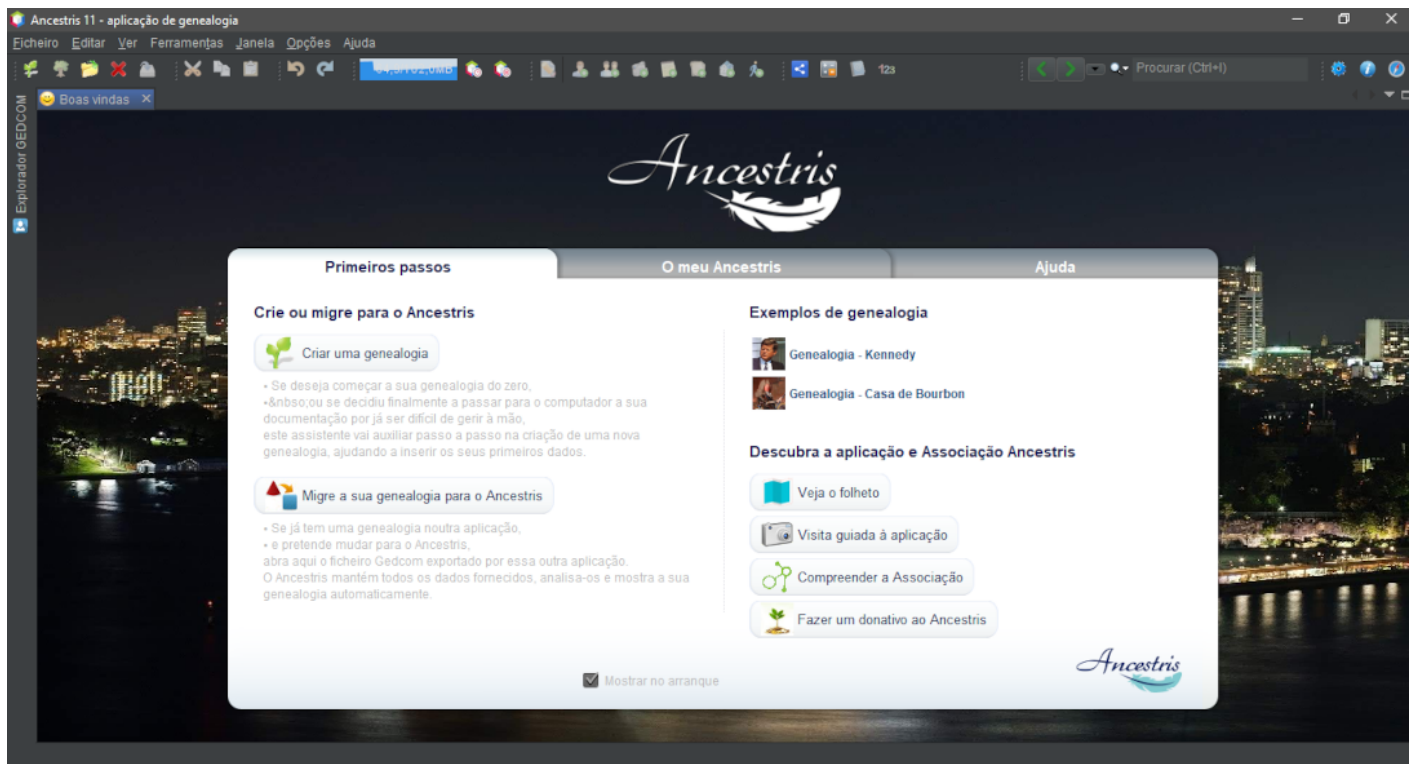 Ancestris 11 - aplicação de genealogia
Ficheiro Editar Ver Ferramentas Janela Opções Ajuda
123
Procurar (Ctrl+I)
Explorador GEDCOM
Boas vindas
Ancestris
Primeiros passos
O meu Ancestris
Ajuda
Crie ou migre para o Ancestris
Criar uma genealogia
• Se deseja começar a sua genealogia do zero,
•&nbso;ou se decidiu finalmente a passar para o computador a sua
documentação por já ser difícil de gerir à mão,
este assistente vai auxiliar passo a passo na criação de uma nova
genealogia, ajudando a inserir os seus primeiros dados.
Migre a sua genealogia para o Ancestris
• Se já tem uma genealogia noutra aplicação,
• e pretende mudar para o Ancestris,
abra aqui o ficheiro Gedcom exportado por essa outra aplicação.
O Ancestris mantém todos os dados fornecidos, analisa-os e mostra a sua
genealogia automaticamente.
Exemplos de genealogia
Genealogia - Kennedy
Genealogia - Casa de Bourbon
Descubra a aplicação e Associação Ancestris
Veja o folheto
Visita guiada à aplicação
Compreender a Associação
Fazer um donativo ao Ancestris
Ancestris
Mostrar no arranque